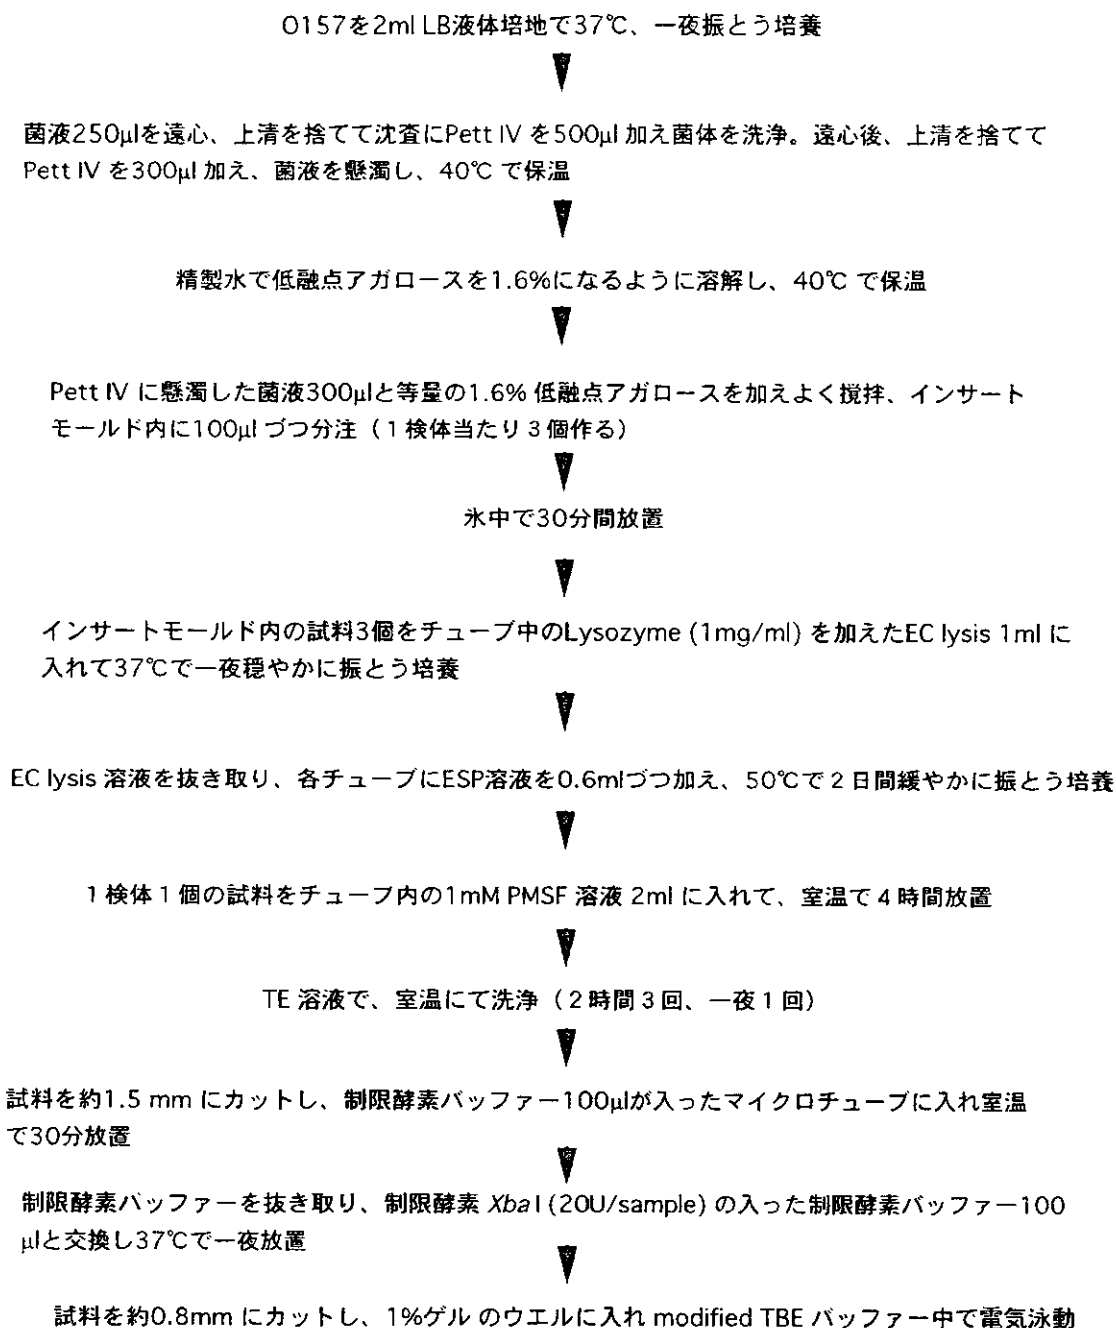 O157を2ml LB液体培地で37℃、一夜振とう培養
菌液250μlを遠心、上清を捨てて沈査にPett IV を500μl 加え菌体を洗浄。遠心後、上清を捨てて
Pett IV を300μl 加え、菌液を懸濁し、40℃ で保温
精製水で低融点アガロースを1.6%になるように溶解し、40℃ で保温
Pett IV に懸濁した菌液300μlと等量の1.6% 低融点アガロースを加えよく撹拌、インサート
モールド内に100μl づつ分注（１検体当たり３個作る）
氷中で30分間放置
インサートモールド内の試料3個をチューブ中のLysozyme (1mg/ml) を加えたEC lysis 1ml に
入れて37℃で一夜穏やかに振とう培養
EC lysis 溶液を抜き取り、各チューブにESP溶液を0.6mlづつ加え、50℃で２日間緩やかに振とう培養
１検体１個の試料をチューブ内の1mM PMSF 溶液 2ml に入れて、室温で４時間放置
TE 溶液で、室温にて洗浄（２時間３回、一夜１回）
試料を約1.5 mm にカットし、制限酵素バッファー100μlが入ったマイクロチューブに入れ室温
で30分放置
制限酵素バッファーを抜き取り、制限酵素 Xba I (20U/sample) の入った制限酵素バッファー100
μlと交換し37℃で一夜放置
試料を約0.8mm にカットし、1%ゲル のウエルに入れ modified TBE バッファー中で電気泳動